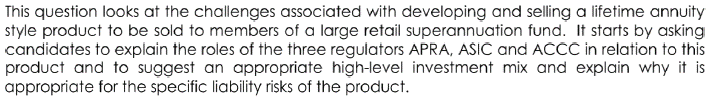 This question looks at the challenges associated with developing and selling a lifetime annuity
style product to be sold to members of a large retail superannuation fund. It starts by asking
candidates to explain the roles of the three regulators APRA, ASIC and ACCC in relation to this
product and to suggest an appropriate high-level investment mix and explain why it is
appropriate for the specific liability risks of the product.